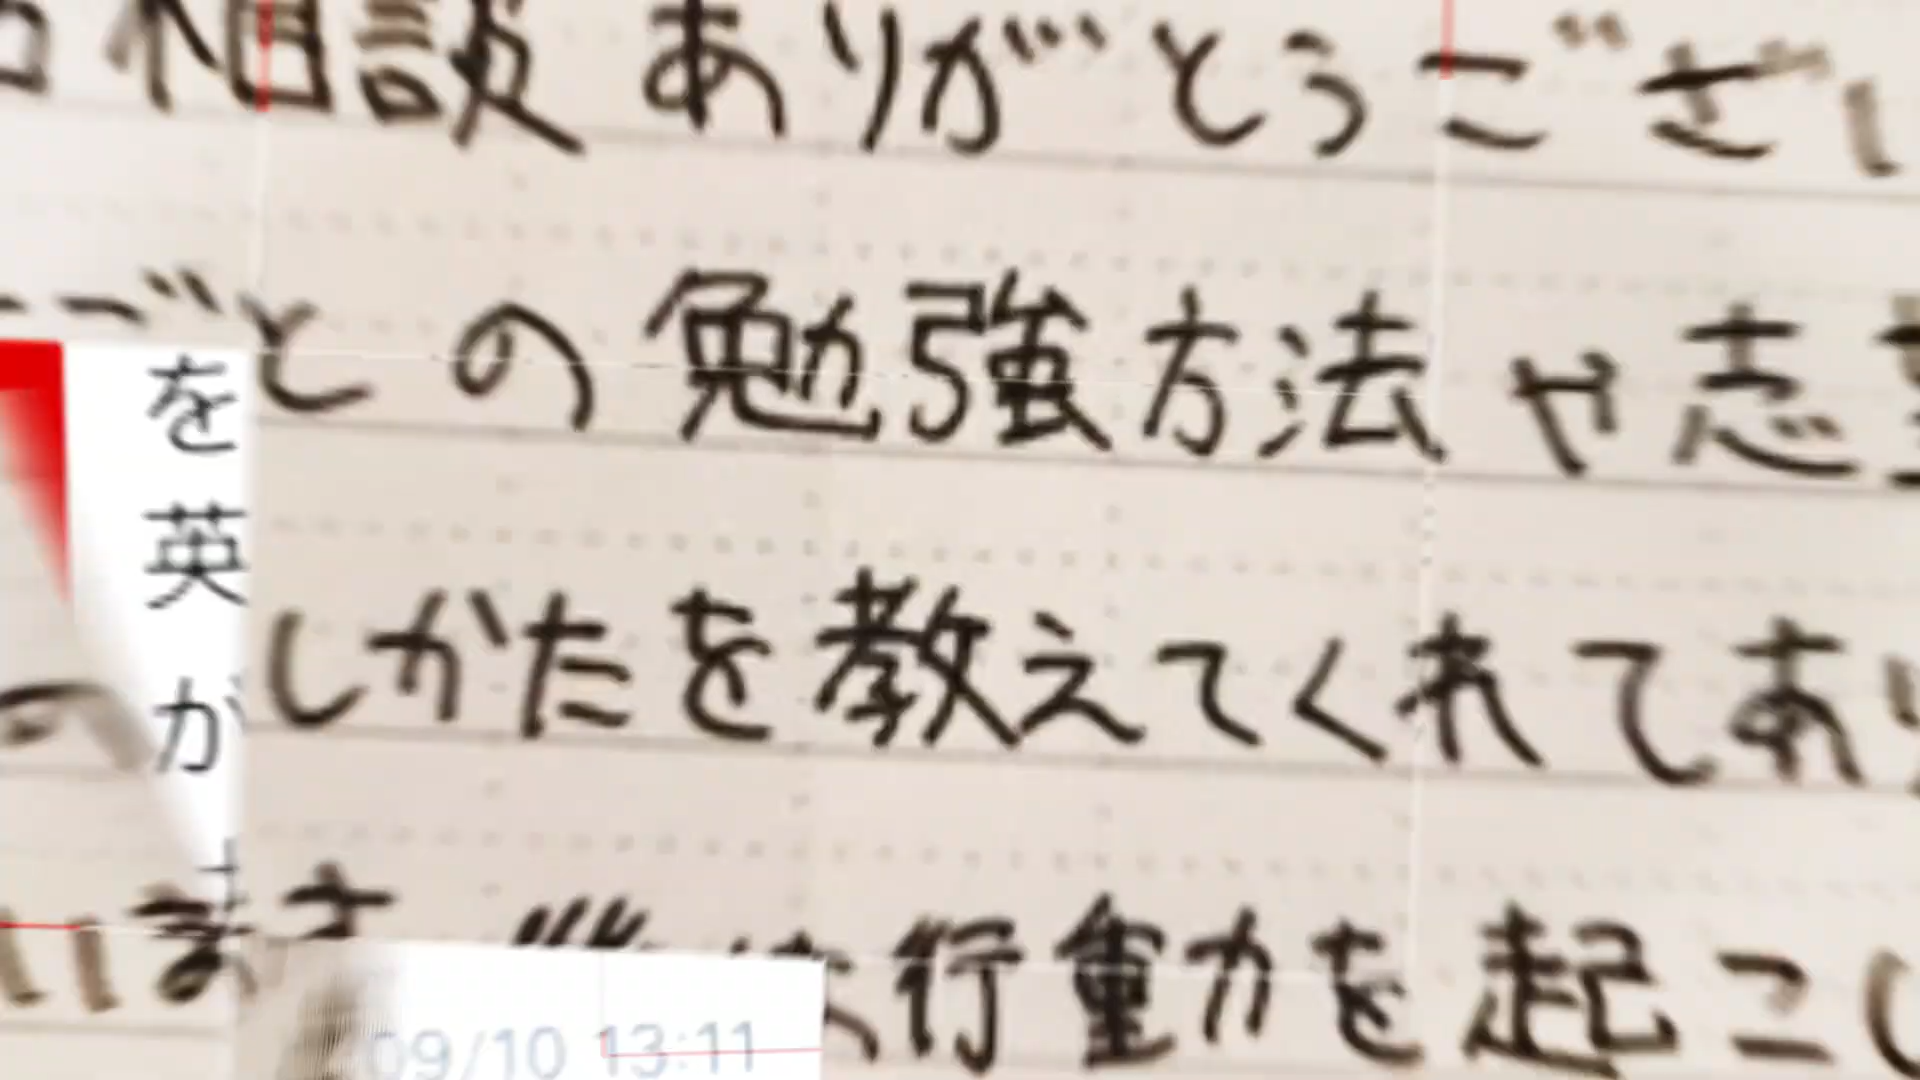 相談ありがとうござい
ごとの勉強方法や志
しかたを教えてくれてあり
います
行動力を起こし
を
英
が
09/10 13:11